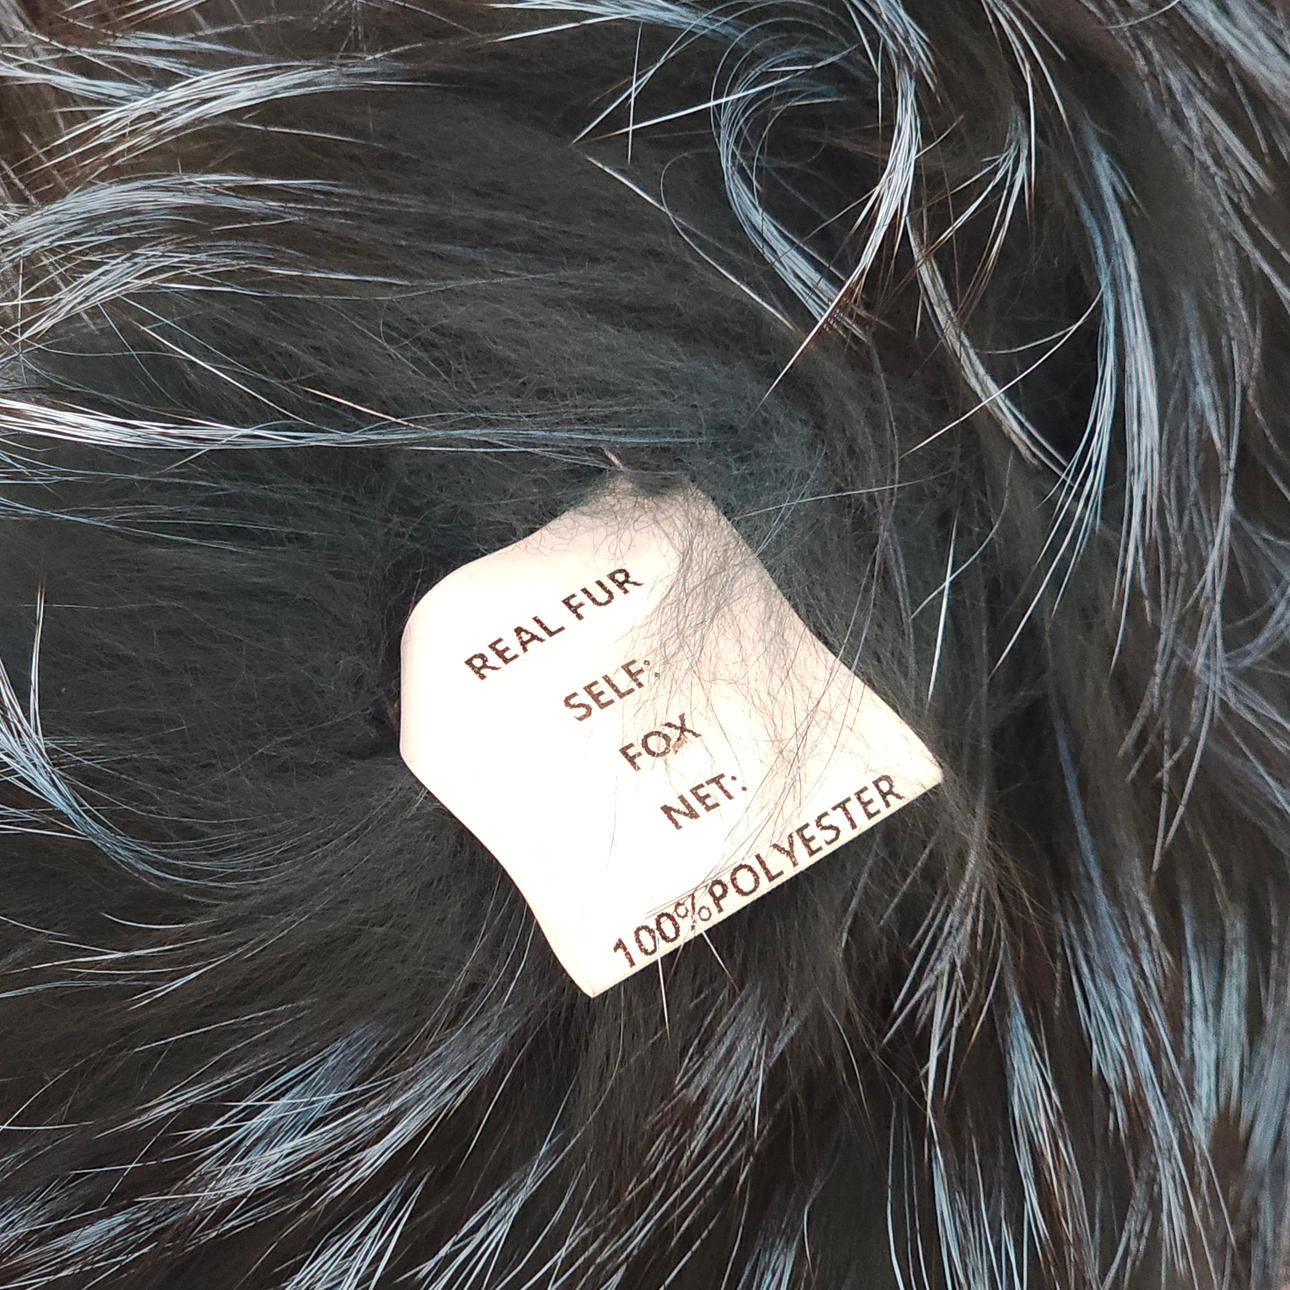 REAL FUR
SELF:
FOX
NET:
100%POLYESTER